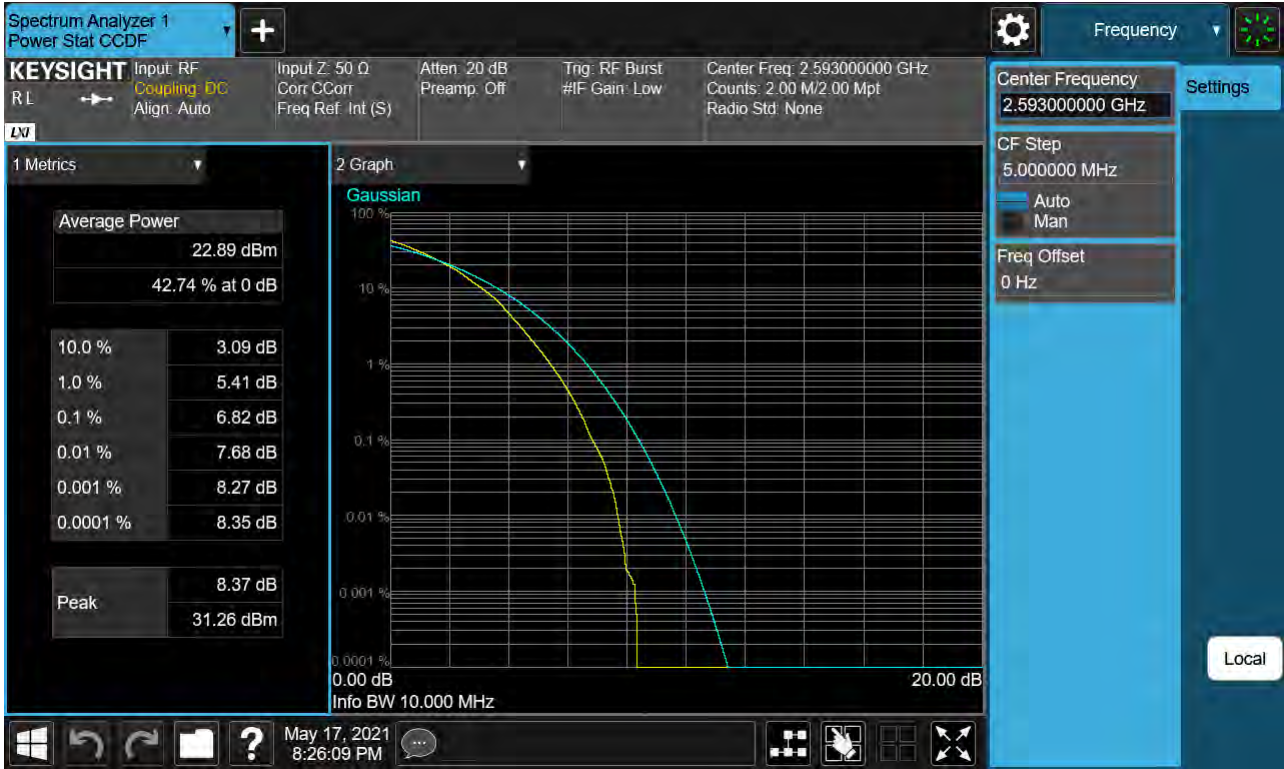 Spectrum Analyzer 1
Power Stat CCDF
+
Frequency
KEYSIGHT
RL
LXI
Input: RF
Coupling: DC
Align: Auto
Input Z: 50 Ω
Corr CCorr
Freq Ref: Int (S)
Atten: 20 dB
Preamp: Off
Trig: RF Burst
#IF Gain: Low
Center Freq: 2.593000000 GHz
Counts: 2.00 M/2.00 Mpt
Radio Std: None
Center Frequency
2.593000000 GHz
Settings
CF Step
5.000000 MHz
Auto
Man
Freq Offset
0 Hz
1 Metrics
Average Power
22.89 dBm
42.74 % at 0 dB
10.0 % 3.09 dB
1.0 % 5.41 dB
0.1 % 6.82 dB
0.01 % 7.68 dB
0.001 % 8.27 dB
0.0001 % 8.35 dB
Peak
8.37 dB
31.26 dBm
2 Graph
Gaussian
100 %
10 %
1 %
0.1 %
0.01 %
0.001 %
0.0001 %
0.00 dB 20.00 dB
Info BW 10.000 MHz
Local
?
May 17, 2021
8:26:09 PM